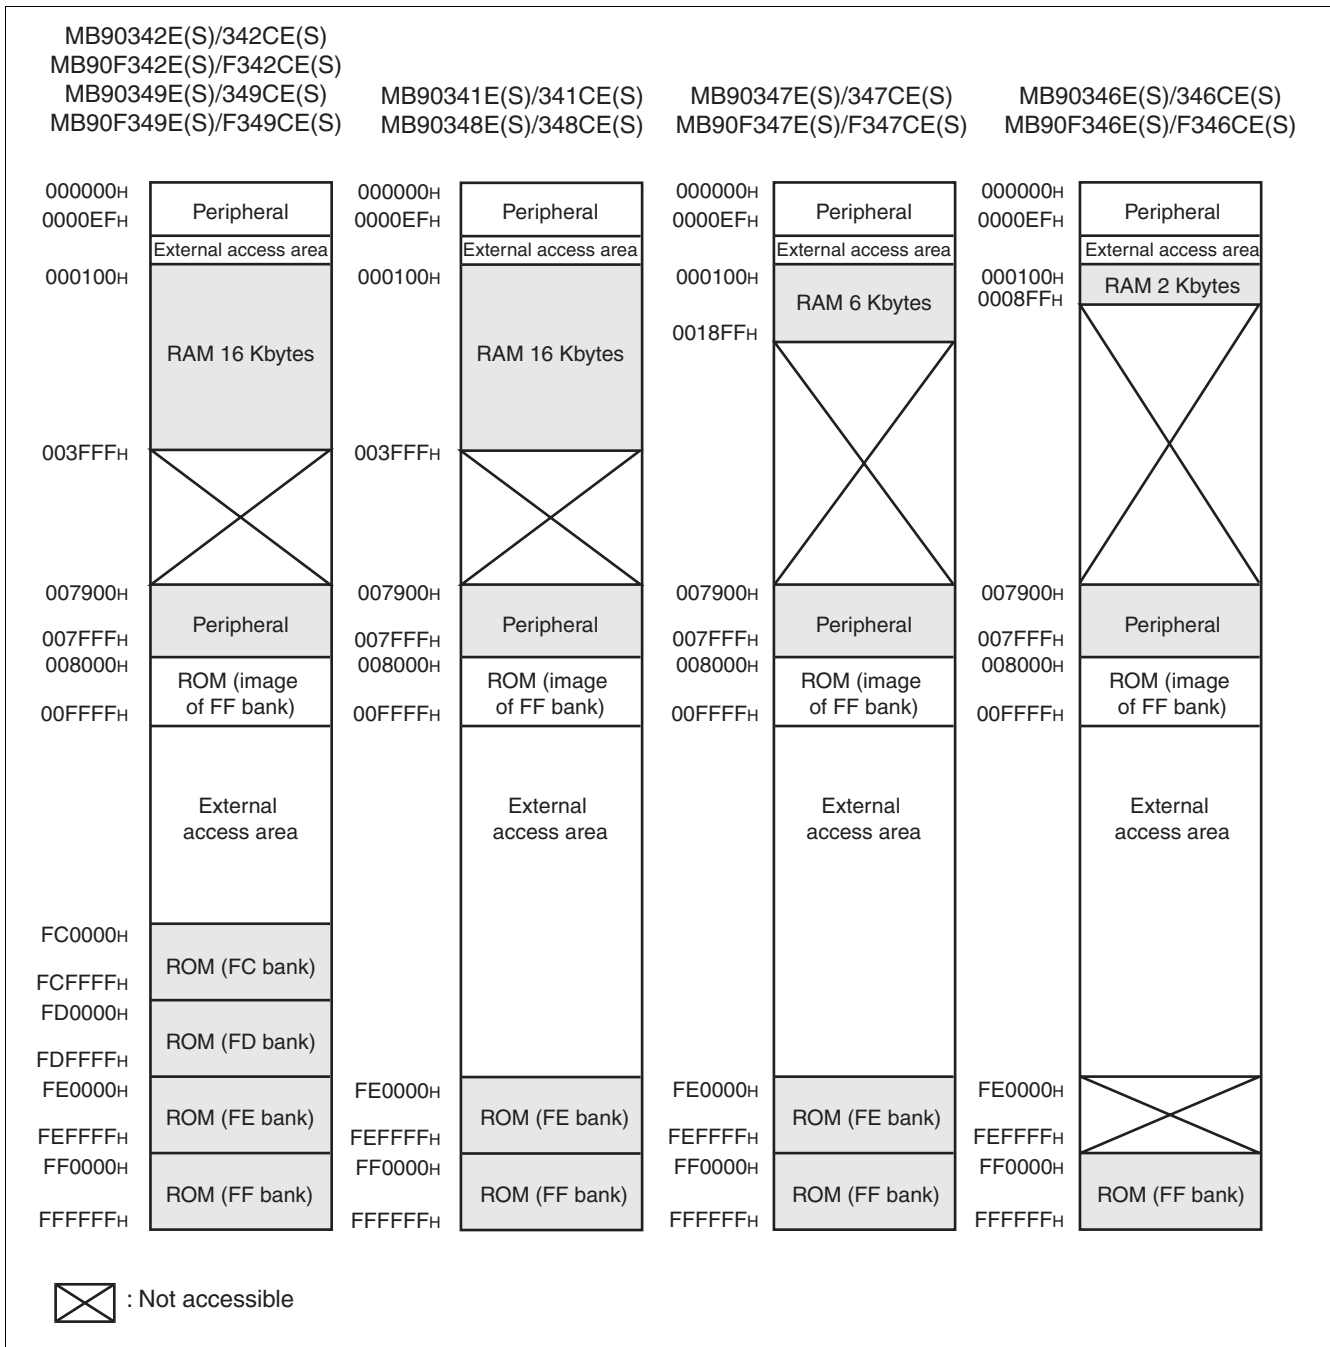 MB90342E(S)/342CE(S)
MB90F342E(S)/F342CE(S)
MB90349E(S)/349CE(S)
MB90F349E(S)/F349CE(S)
000000H
0000EFH
000100H
003FFFH
007900H
007FFFH
008000H
00FFFFH
FC0000H
FCFFFFH
FD0000H
FDFFFFH
FE0000H
FEFFFFH
FF0000H
FFFFFFH
Peripheral
External access area
RAM 16 Kbytes
Peripheral
ROM (image
of FF bank)
External
access area
ROM (FC bank)
ROM (FD bank)
ROM (FE bank)
ROM (FF bank)
MB90341E(S)/341CE(S)
MB90348E(S)/348CE(S)
000000H
0000EFH
000100H
003FFFH
007900H
007FFFH
008000H
00FFFFH
FE0000H
FEFFFFH
FF0000H
FFFFFFH
Peripheral
External access area
RAM 16 Kbytes
Peripheral
ROM (image
of FF bank)
External
access area
ROM (FE bank)
ROM (FF bank)
MB90347E(S)/347CE(S)
MB90F347E(S)/F347CE(S)
000000H
0000EFH
000100H
0018FFH
007900H
007FFFH
008000H
00FFFFH
FE0000H
FEFFFFH
FF0000H
FFFFFFH
Peripheral
External access area
RAM 6 Kbytes
Peripheral
ROM (image
of FF bank)
External
access area
ROM (FE bank)
ROM (FF bank)
MB90346E(S)/346CE(S)
MB90F346E(S)/F346CE(S)
000000H
0000EFH
000100H
0008FFH
007900H
007FFFH
008000H
00FFFFH
FE0000H
FEFFFFH
FF0000H
FFFFFFH
Peripheral
External access area
RAM 2 Kbytes
Peripheral
ROM (image
of FF bank)
External
access area
ROM (FF bank)
: Not accessible